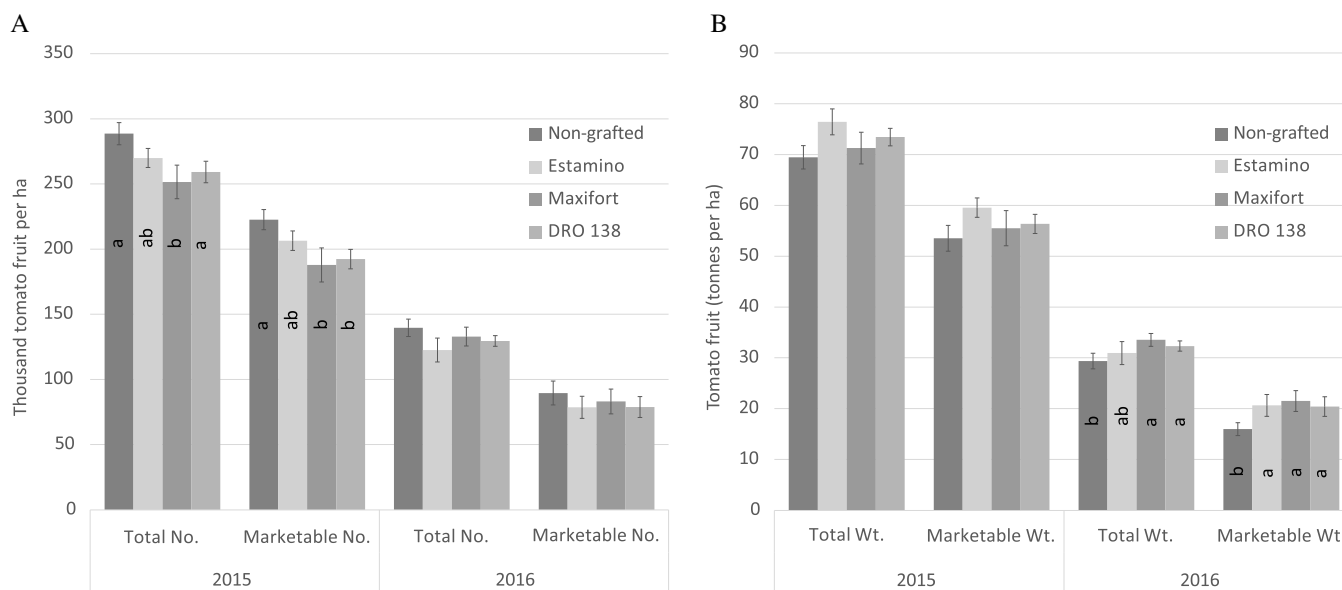 A
Thousand tomato fruit per ha
350
300
250
200
150
100
50
0
Non-grafted
Estamino
Maxifort
DRO 138
a
ab
b
a
a
ab
b
b
Total No.
Marketable No.
Total No.
Marketable No.
2015
2016
B
Tomato fruit (tonnes per ha)
90
80
70
60
50
40
30
20
10
0
Non-grafted
Estamino
Maxifort
DRO 138
b
ab
a
a
b
a
a
a
Total Wt.
Marketable Wt.
Total Wt.
Marketable Wt
2015
2016